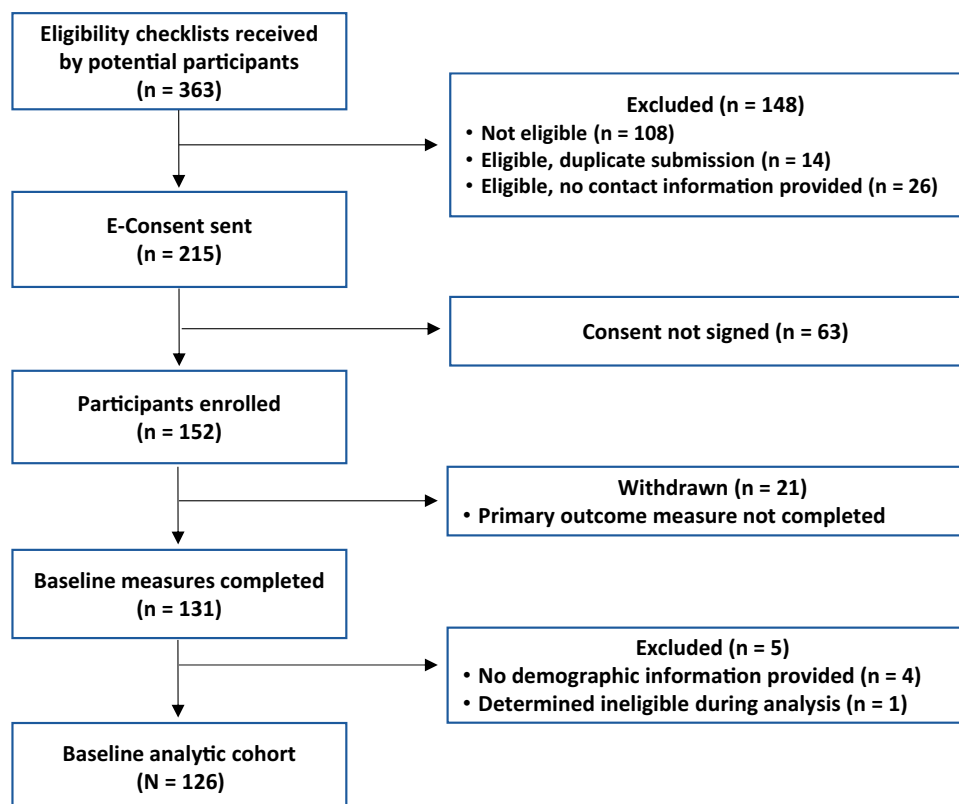 Eligibility checklists received
by potential participants
(n = 363)
Excluded (n = 148)
• Not eligible (n = 108)
• Eligible, duplicate submission (n = 14)
• Eligible, no contact information provided (n = 26)
E-Consent sent
(n = 215)
Consent not signed (n = 63)
Participants enrolled
(n = 152)
Withdrawn (n = 21)
• Primary outcome measure not completed
Baseline measures completed
(n = 131)
Excluded (n = 5)
• No demographic information provided (n = 4)
• Determined ineligible during analysis (n = 1)
Baseline analytic cohort
(N = 126)